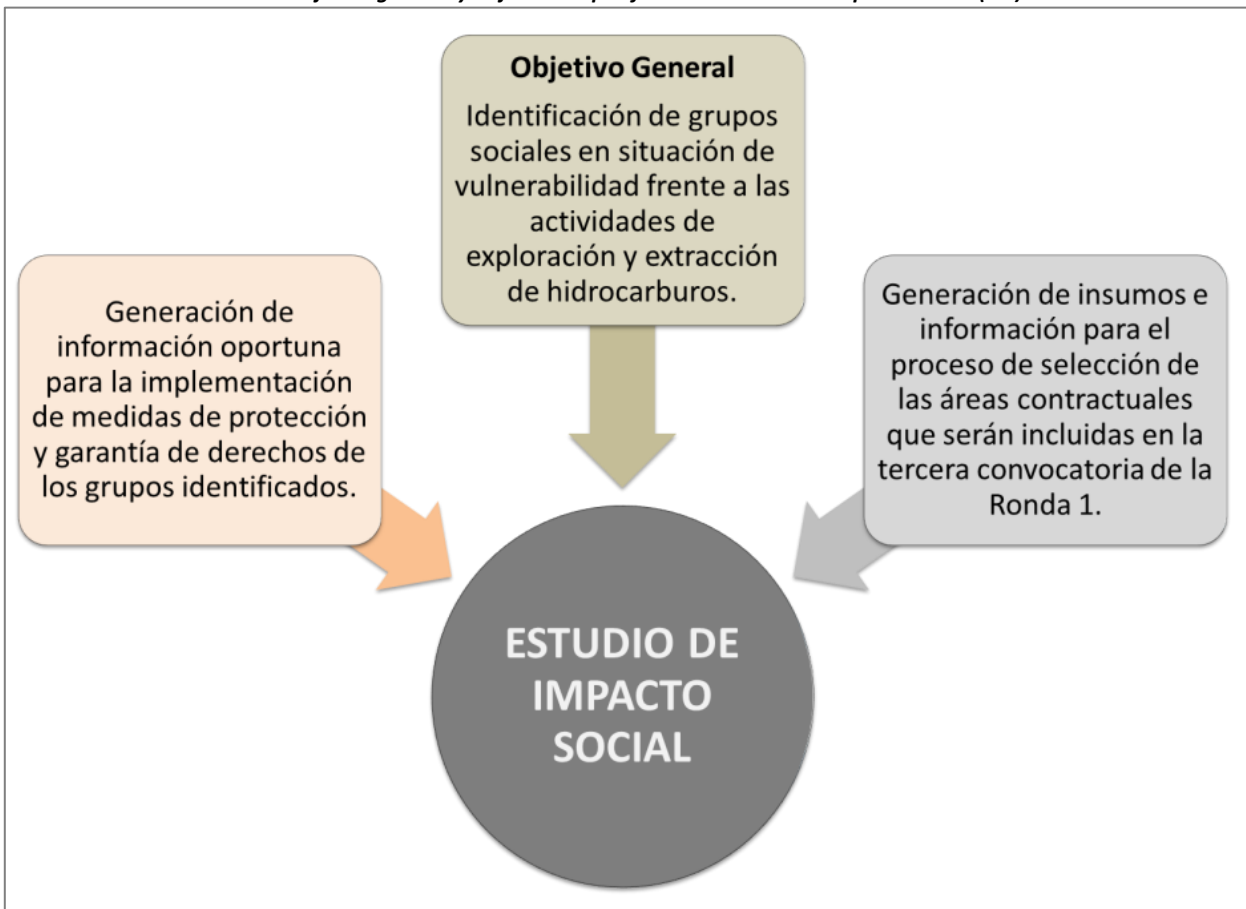 Objetivo General
Identificación de grupos
sociales en situación de
vulnerabilidad frente a las
actividades de
exploración y extracción
de hidrocarburos.
Generación de
información oportuna
para la implementación
de medidas de protección
y garantía de derechos de
los grupos identificados.
Generación de insumos e
información para el
proceso de selección de
las áreas contractuales
que serán incluidas en la
tercera convocatoria de la
Ronda 1.
ESTUDIO DE
IMPACTO
SOCIAL